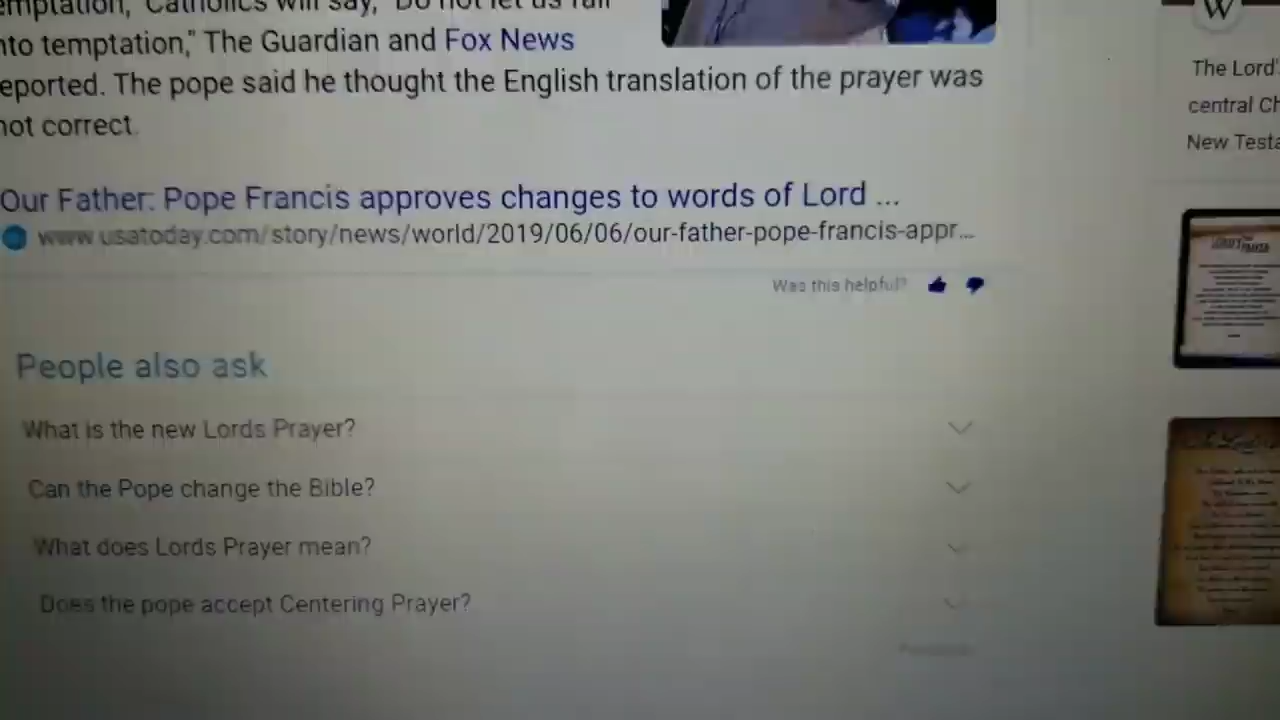 emptation," Catholics will say, "Do not let us fall
nto temptation," The Guardian and Fox News
eported. The pope said he thought the English translation of the prayer was
not correct.
Our Father: Pope Francis approves changes to words of Lord ...
www.usatoday.com/story/news/world/2019/06/06/our-father-pope-francis-appr...
Was this helpful?
People also ask
What is the new Lords Prayer?
Can the Pope change the Bible?
What does Lords Prayer mean?
Does the pope accept Centering Prayer?
W
The Lord'
central Ch
New Testa